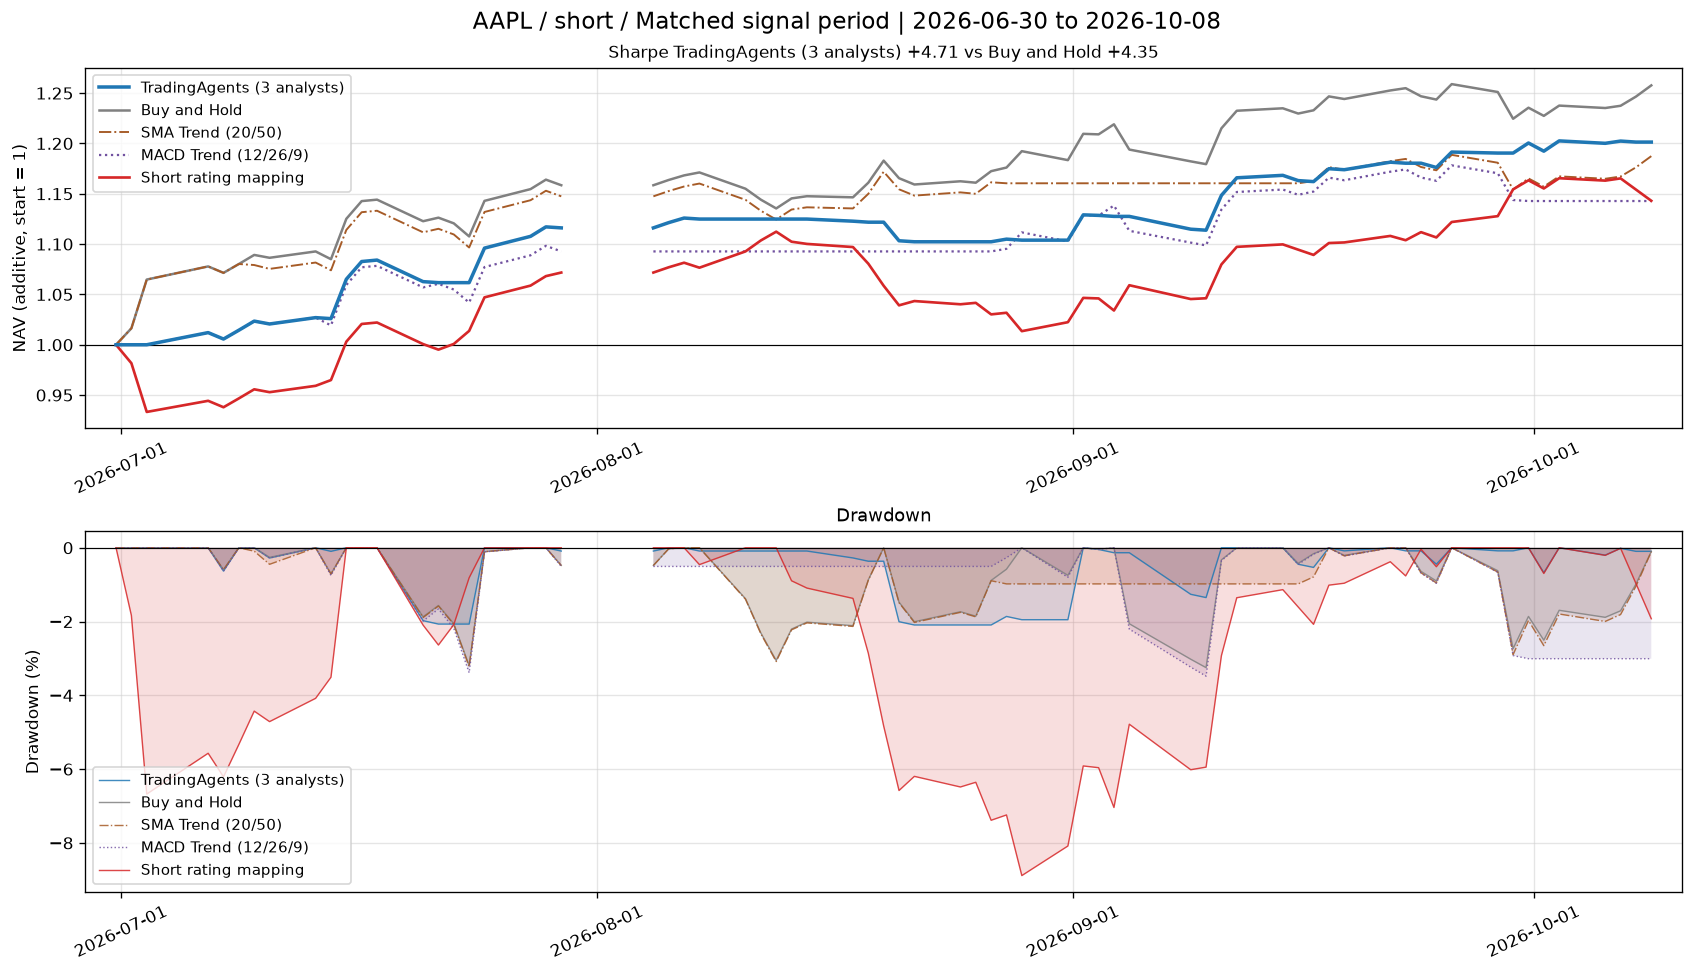 AAPL / short / Matched signal period | 2026-06-30 to 2026-10-08
Sharpe TradingAgents (3 analysts) +4.71 vs Buy and Hold +4.35
NAV (additive, start = 1)
1.25
1.20
1.15
1.10
1.05
1.00
0.95
TradingAgents (3 analysts)
Buy and Hold
SMA Trend (20/50)
MACD Trend (12/26/9)
Short rating mapping
2026-07-01
2026-08-01
2026-09-01
2026-10-01
Drawdown
Drawdown (%)
0
−2
−4
−6
−8
TradingAgents (3 analysts)
Buy and Hold
SMA Trend (20/50)
MACD Trend (12/26/9)
Short rating mapping
2026-07-01
2026-08-01
2026-09-01
2026-10-01